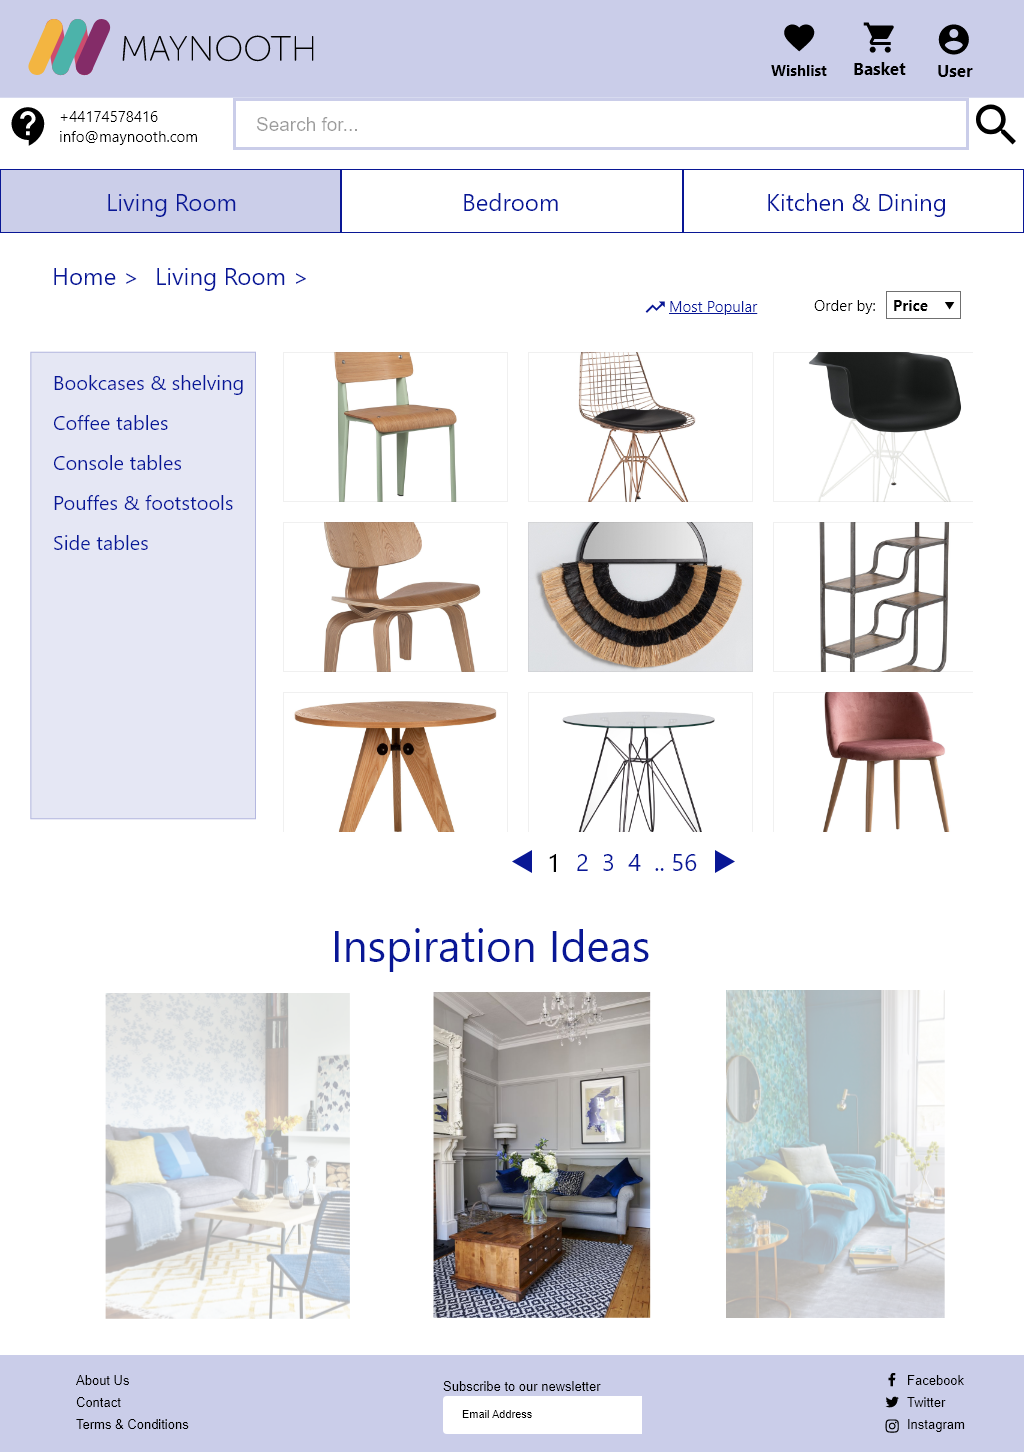 MAYNOOTH
Wishlist
Basket
User
+44174578416
info@maynooth.com
Search for...
Living Room
Bedroom
Kitchen & Dining
Home > Living Room >
Most Popular
Order by:
Price
Bookcases & shelving
Coffee tables
Console tables
Pouffes & footstools
Side tables
1 2 3 4 .. 56
Inspiration Ideas
About Us
Contact
Terms & Conditions
Subscribe to our newsletter
Email Address
Facebook
Twitter
Instagram